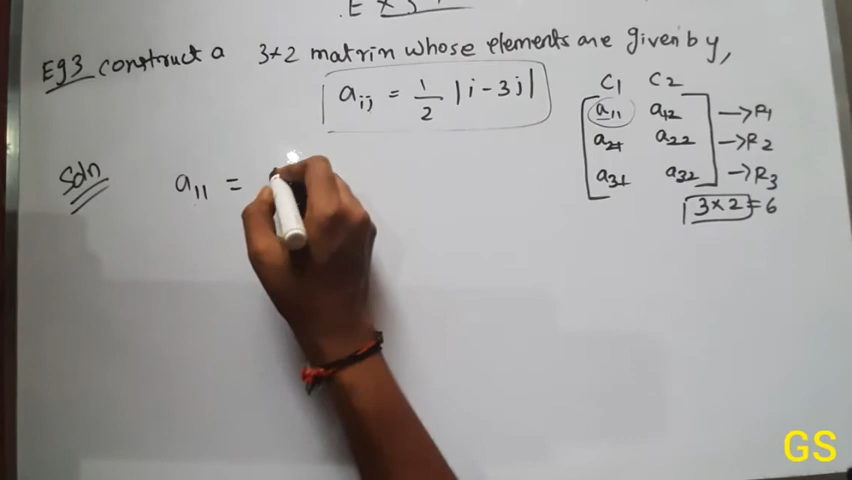 Eg3 construct a 3×2 matrin whose elements are given by,
aij = 1/2 |i - 3j|
C1 C2
a11 a12 → R1
a21 a22 → R2
a31 a32 → R3
3×2 = 6
Soln
a11 =
GS